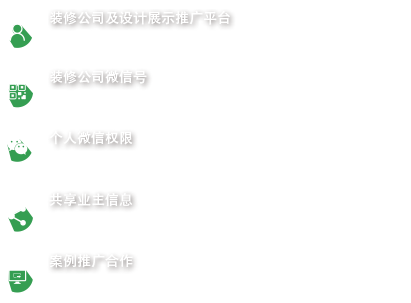 装修公司及设计展示推广平台
装修公司微信号
个人微信权限
共享业主信息
案例推广合作